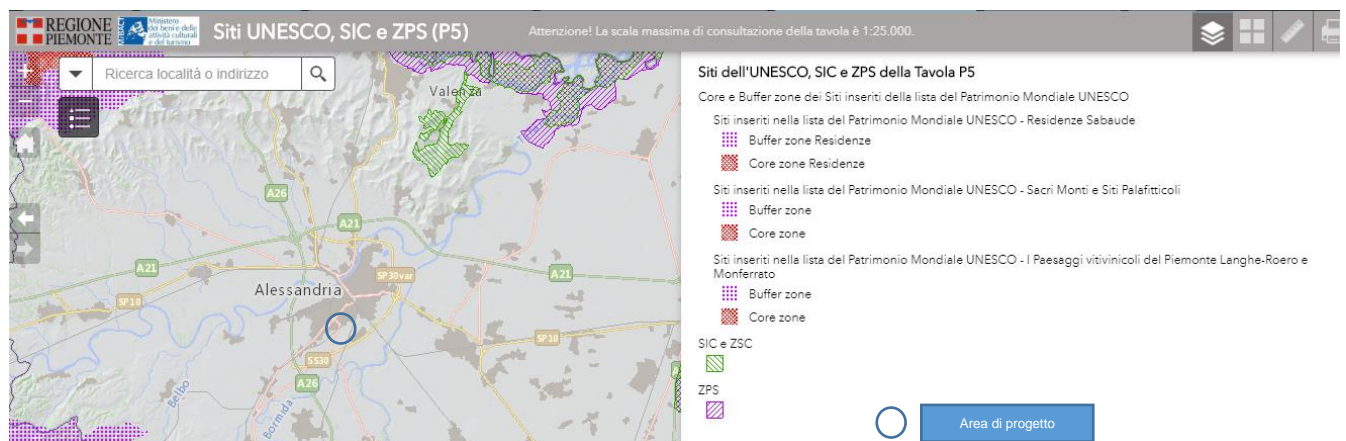 REGIONE PIEMONTE
MiBACT
Ministero dei beni e delle attività culturali e del turismo
Siti UNESCO, SIC e ZPS (P5)
Attenzione! La scala massima di consultazione della tavola è 1:25.000.
Ricerca località o indirizzo
Valenza
A26
A21
A21
SP30var
A21
SP10
Alessandria
SP10
SS30
A26
Belbo
Bormida
Siti dell'UNESCO, SIC e ZPS della Tavola P5
Core e Buffer zone dei Siti inseriti della lista del Patrimonio Mondiale UNESCO
Siti inseriti nella lista del Patrimonio Mondiale UNESCO - Residenze Sabaude
Buffer zone Residenze
Core zone Residenze
Siti inseriti nella lista del Patrimonio Mondiale UNESCO - Sacri Monti e Siti Palafitticoli
Buffer zone
Core zone
Siti inseriti nella lista del Patrimonio Mondiale UNESCO - I Paesaggi vitivinicoli del Piemonte Langhe-Roero e
Monferrato
Buffer zone
Core zone
SIC e ZSC
ZPS
Area di progetto